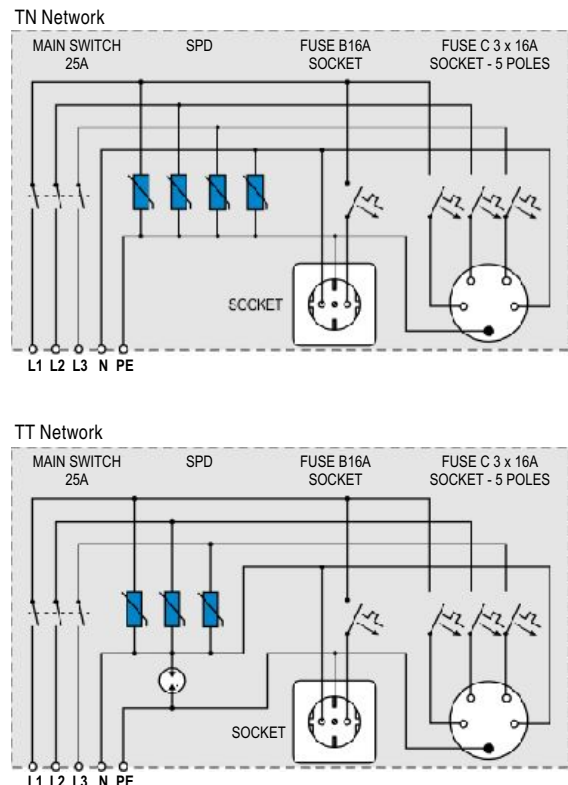 TN Network
MAIN SWITCH 25A
SPD
FUSE B16A SOCKET
FUSE C 3 x 16A SOCKET - 5 POLES
SOCKET
L1 L2 L3 N PE
TT Network
MAIN SWITCH 25A
SPD
FUSE B16A SOCKET
FUSE C 3 x 16A SOCKET - 5 POLES
SOCKET
L1 L2 L3 N PE